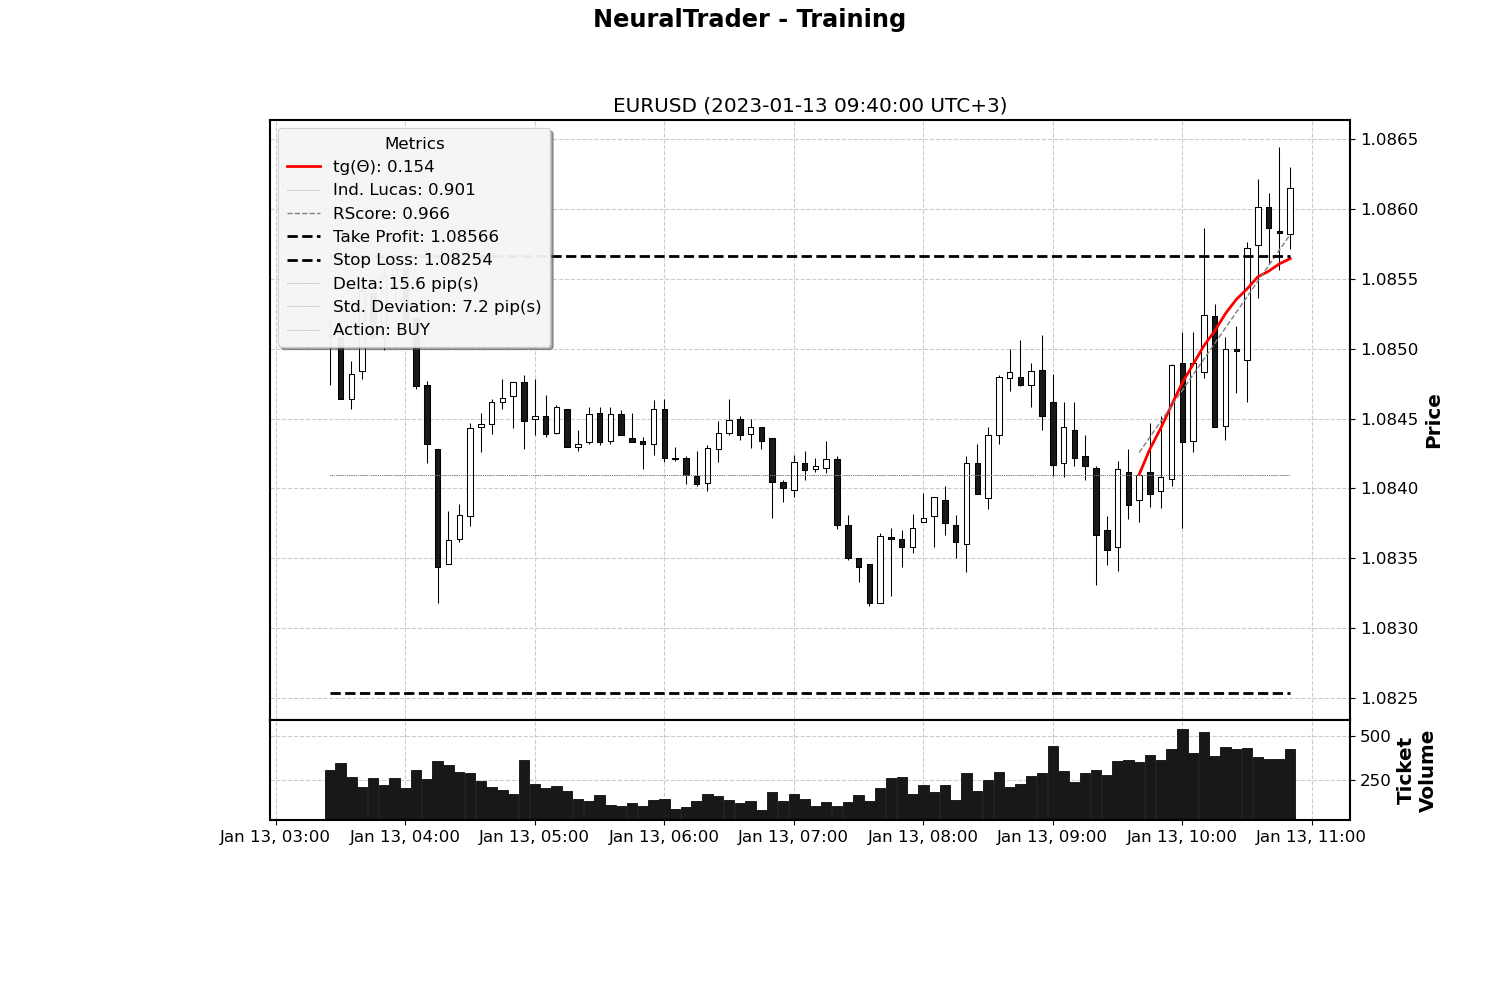 NeuralTrader - Training
EURUSD (2023-01-13 09:40:00 UTC+3)
Metrics
tg(Θ): 0.154
Ind. Lucas: 0.901
RScore: 0.966
Take Profit: 1.08566
Stop Loss: 1.08254
Delta: 15.6 pip(s)
Std. Deviation: 7.2 pip(s)
Action: BUY
1.0865
1.0860
1.0855
1.0850
1.0845
1.0840
1.0835
1.0830
1.0825
Price
500
250
Ticket
Volume
Jan 13, 03:00
Jan 13, 04:00
Jan 13, 05:00
Jan 13, 06:00
Jan 13, 07:00
Jan 13, 08:00
Jan 13, 09:00
Jan 13, 10:00
Jan 13, 11:00